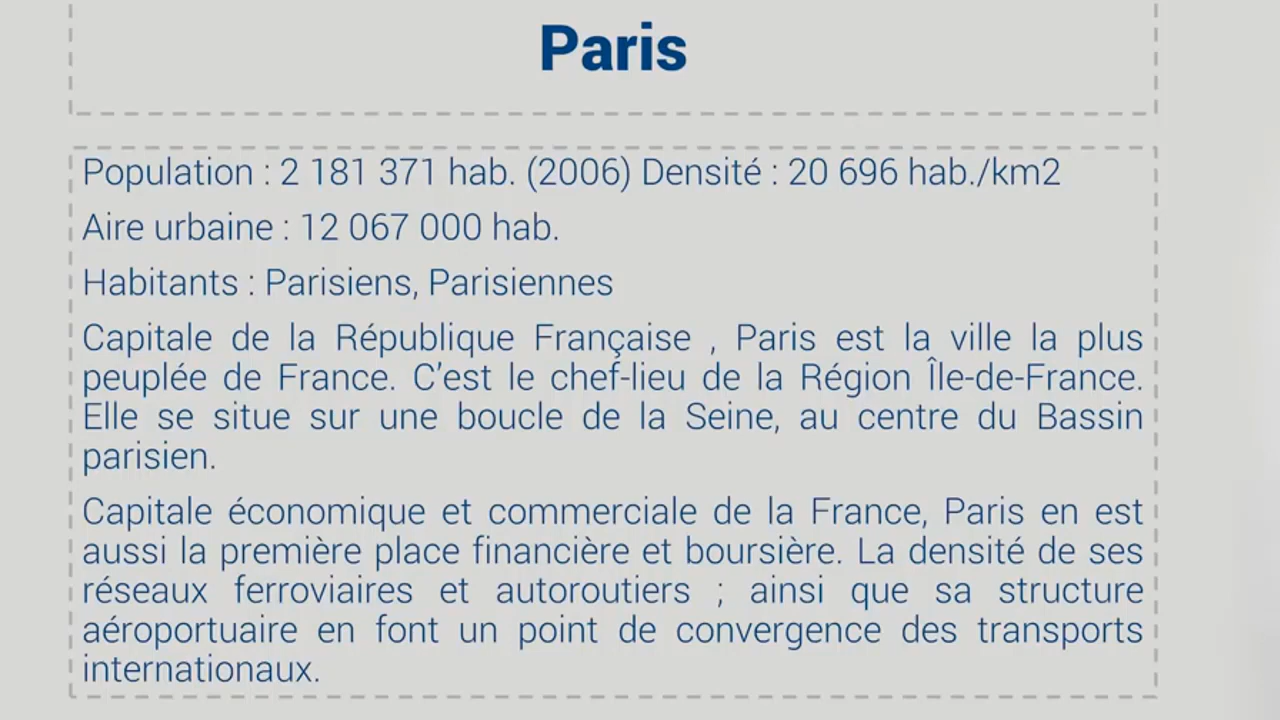 Paris
Population : 2 181 371 hab. (2006) Densité : 20 696 hab./km2
Aire urbaine : 12 067 000 hab.
Habitants : Parisiens, Parisiennes
Capitale de la République Française , Paris est la ville la plus
peuplée de France. C’est le chef-lieu de la Région Île-de-France.
Elle se situe sur une boucle de la Seine, au centre du Bassin
parisien.
Capitale économique et commerciale de la France, Paris en est
aussi la première place financière et boursière. La densité de ses
réseaux ferroviaires et autoroutiers ; ainsi que sa structure
aéroportuaire en font un point de convergence des transports
internationaux.